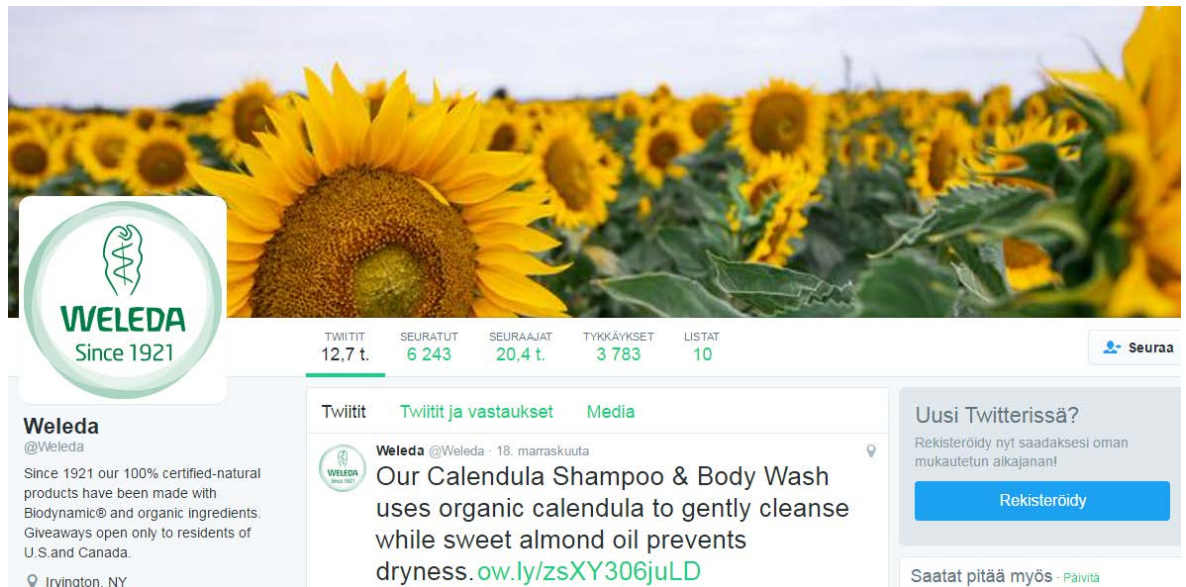 WELEDA
Since 1921
TWIITIT
12,7 t.
SEURATUT
6 243
SEURAAJAT
20,4 t.
TYKKÄYKSET
3 783
LISTAT
10
Seuraa
Weleda
@Weleda
Since 1921 our 100% certified-natural
products have been made with
Biodynamic® and organic ingredients.
Giveaways open only to residents of
U.S.and Canada.
Irvington, NY
Twiitit Twiitit ja vastaukset Media
WELEDA
Since 1921
Weleda @Weleda · 18. marraskuuta
Our Calendula Shampoo & Body Wash
uses organic calendula to gently cleanse
while sweet almond oil prevents
dryness. ow.ly/zsXY306juLD
Uusi Twitterissä?
Rekisteröidy nyt saadaksesi oman
mukautetun aikajanan!
Rekisteröidy
Saatat pitää myös · Päivitä